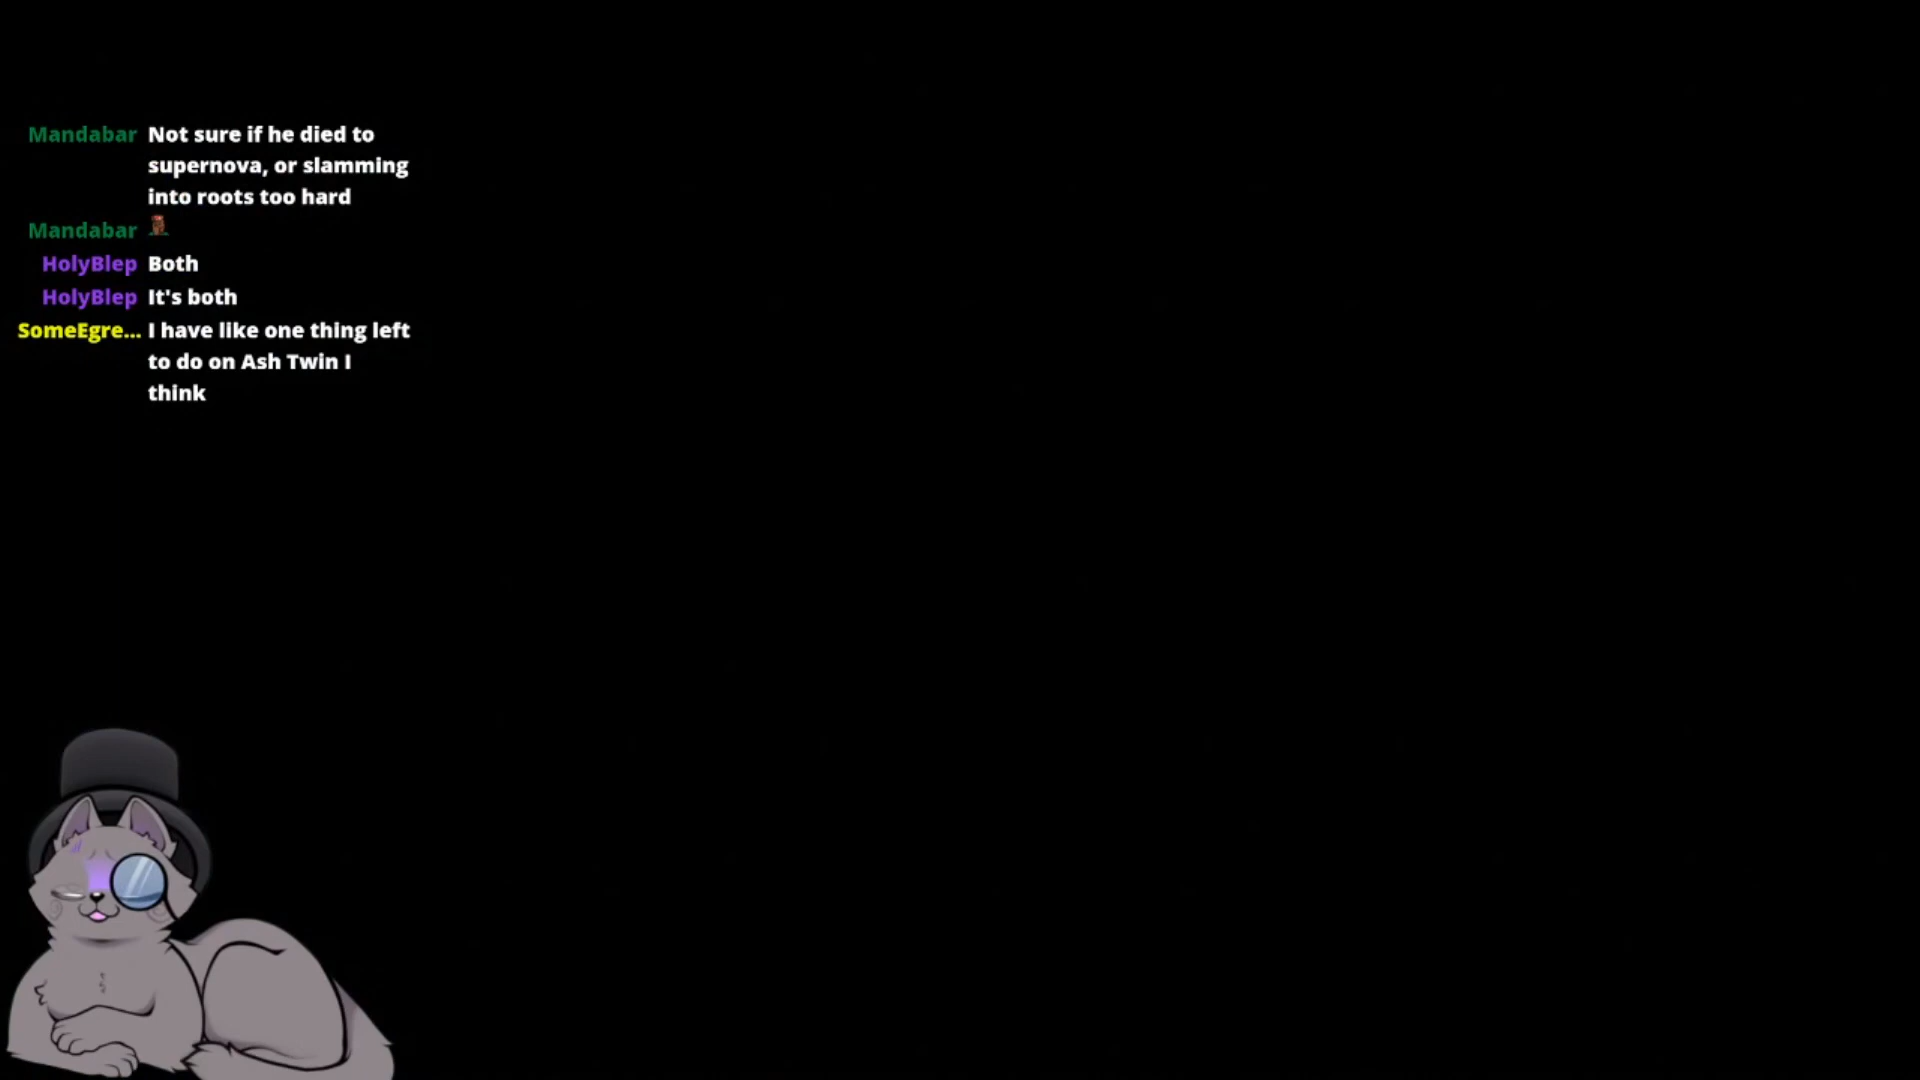 Mandabar Not sure if he died to
supernova, or slamming
into roots too hard
Mandabar
HolyBlep Both
HolyBlep It's both
SomeEgre... I have like one thing left
to do on Ash Twin I
think